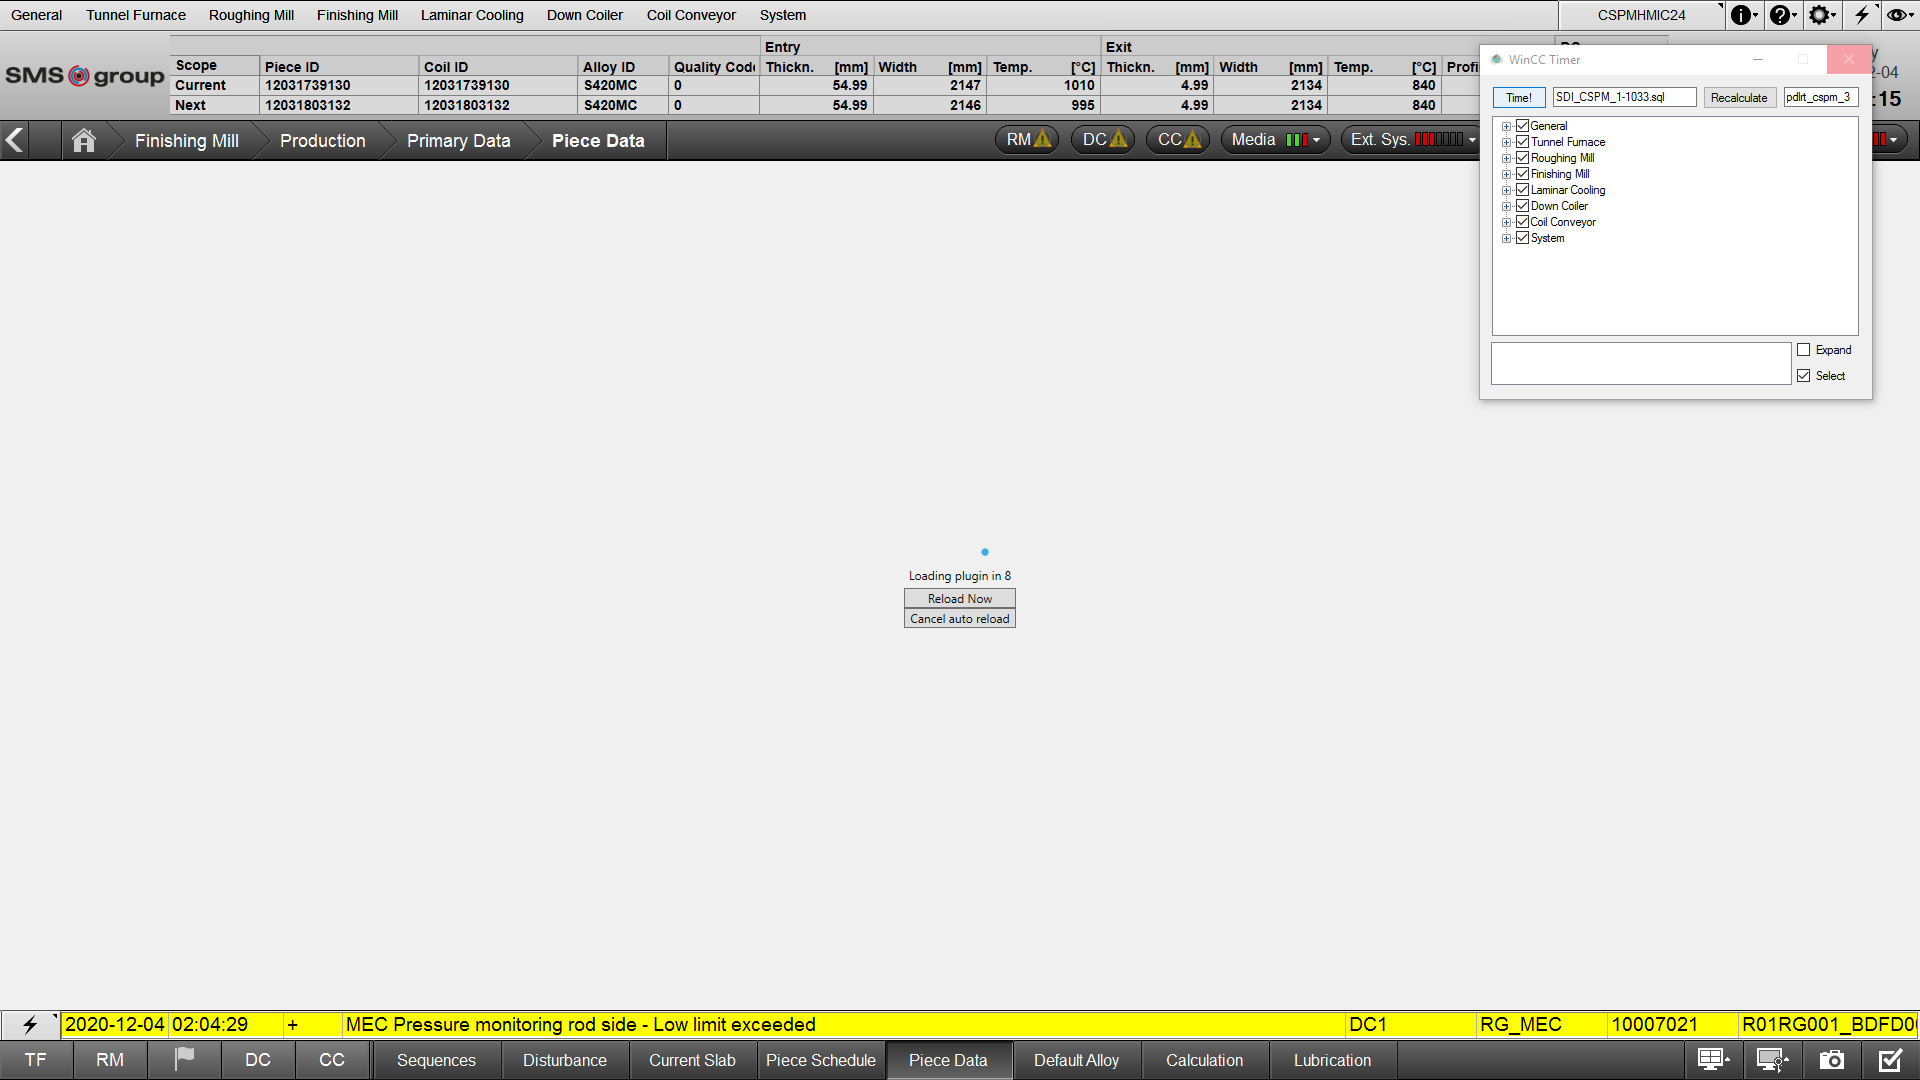 General Tunnel Furnace Roughing Mill Finishing Mill Laminar Cooling Down Coiler Coil Conveyor System CSPMHMIC24
Entry Exit
Scope Piece ID Coil ID Alloy ID Quality Code Thickn. [mm] Width [mm] Temp. [°C] Thickn. [mm] Width [mm] Temp. [°C] Profi
Current 12031739130 12031739130 S420MC 0 54.99 2147 1010 4.99 2134 840
Next 12031803132 12031803132 S420MC 0 54.99 2146 995 4.99 2134 840
SMS group
-04
:15
Finishing Mill Production Primary Data Piece Data RM DC CC Media Ext. Sys.
WinCC Timer
Time! SDI_CSPM_1-1033.sql Recalculate pdlrt_cspm_3
General
Tunnel Furnace
Roughing Mill
Finishing Mill
Laminar Cooling
Down Coiler
Coil Conveyor
System
Expand
Select
Loading plugin in 8
Reload Now
Cancel auto reload
2020-12-04 02:04:29 + MEC Pressure monitoring rod side - Low limit exceeded DC1 RG_MEC 10007021 R01RG001_BDFD0
TF RM DC CC Sequences Disturbance Current Slab Piece Schedule Piece Data Default Alloy Calculation Lubrication